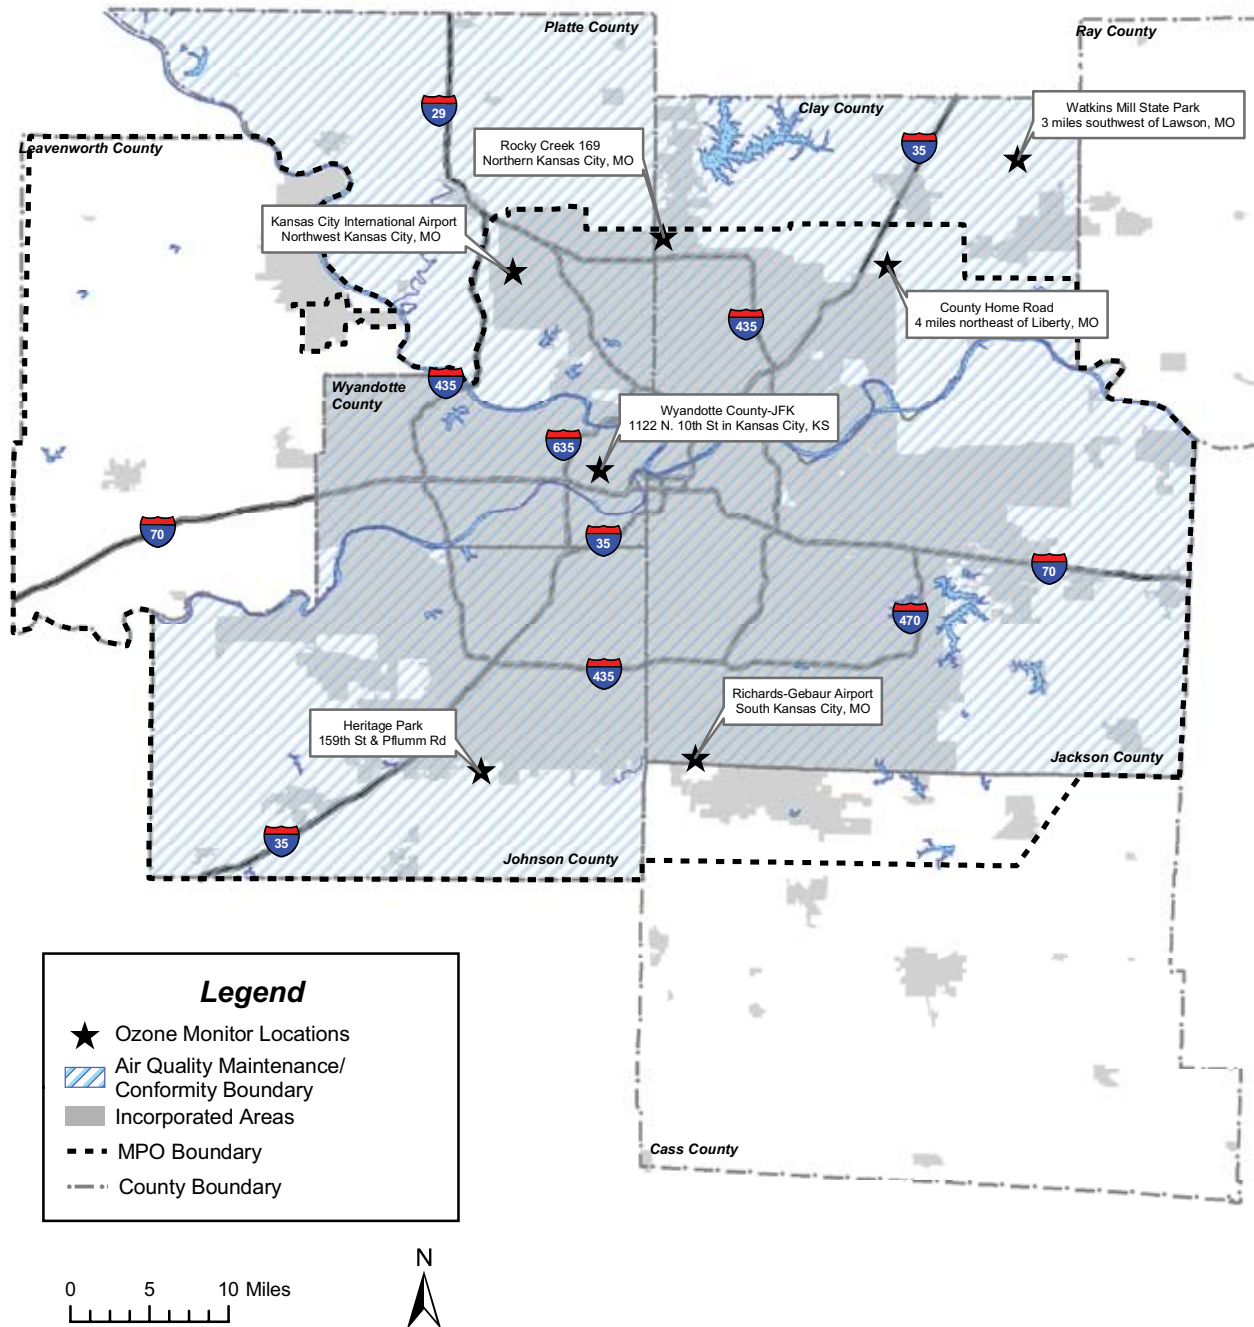 Platte County
Ray County
Clay County
29
Watkins Mill State Park
3 miles southwest of Lawson, MO
Rocky Creek 169
Northern Kansas City, MO
35
Leavenworth County
Kansas City International Airport
Northwest Kansas City, MO
County Home Road
4 miles northeast of Liberty, MO
435
435
Wyandotte
County
Wyandotte County-JFK
1122 N. 10th St in Kansas City, KS
635
70
35
70
470
435
Richards-Gebaur Airport
South Kansas City, MO
Heritage Park
159th St & Pflumm Rd
Jackson County
35
Johnson County
Cass County
Legend
Ozone Monitor Locations
Air Quality Maintenance/
Conformity Boundary
Incorporated Areas
MPO Boundary
County Boundary
N
0 5 10 Miles